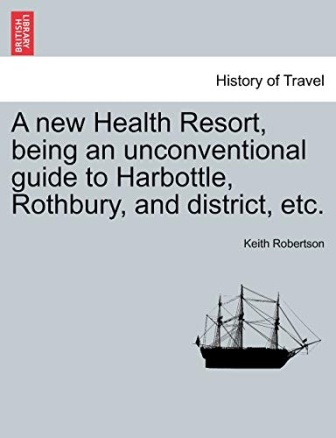 BRITISH
LIBRARY
History of Travel
A new Health Resort,
being an unconventional
guide to Harbottle,
Rothbury, and district, etc.
Keith Robertson